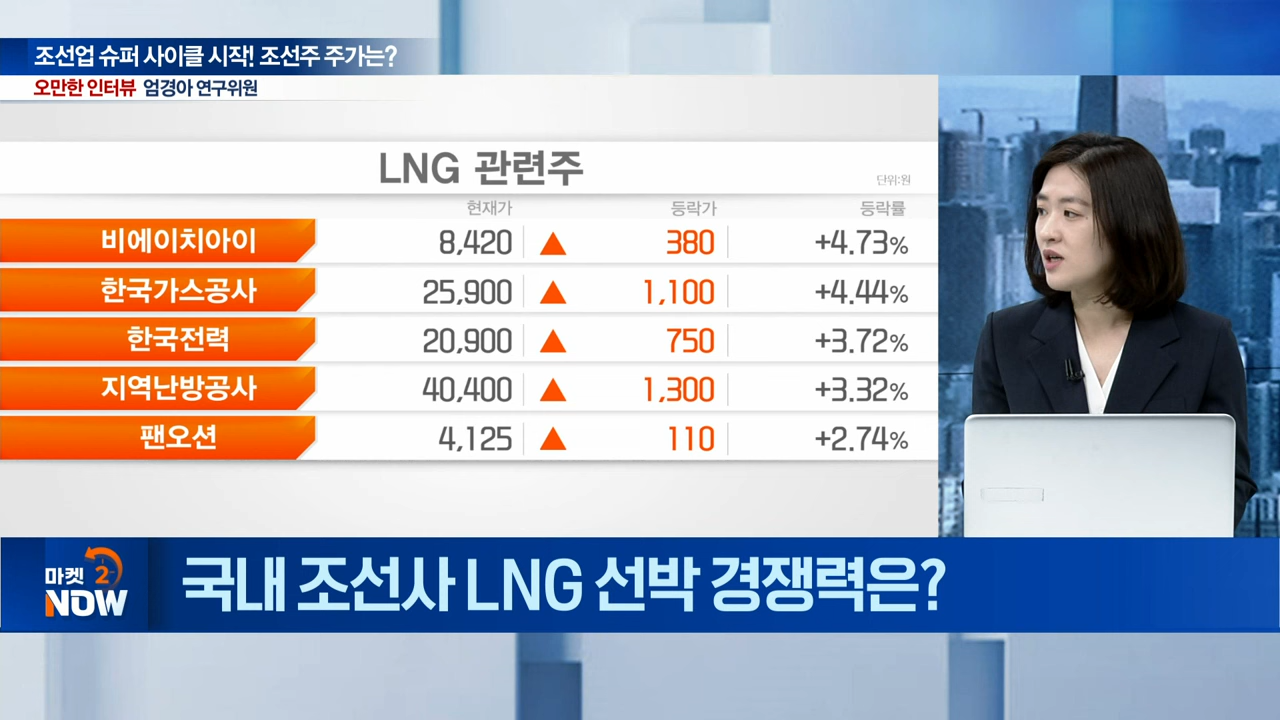 조선업 슈퍼 사이클 시작! 조선주 주가는?
오만한 인터뷰 엄경아 연구위원
LNG 관련주
단위:원
현재가 등락가 등락률
비에이치아이 8,420 ▲ 380 +4.73%
한국가스공사 25,900 ▲ 1,100 +4.44%
한국전력 20,900 ▲ 750 +3.72%
지역난방공사 40,400 ▲ 1,300 +3.32%
팬오션 4,125 ▲ 110 +2.74%
마켓 2
NOW
국내 조선사 LNG 선박 경쟁력은?